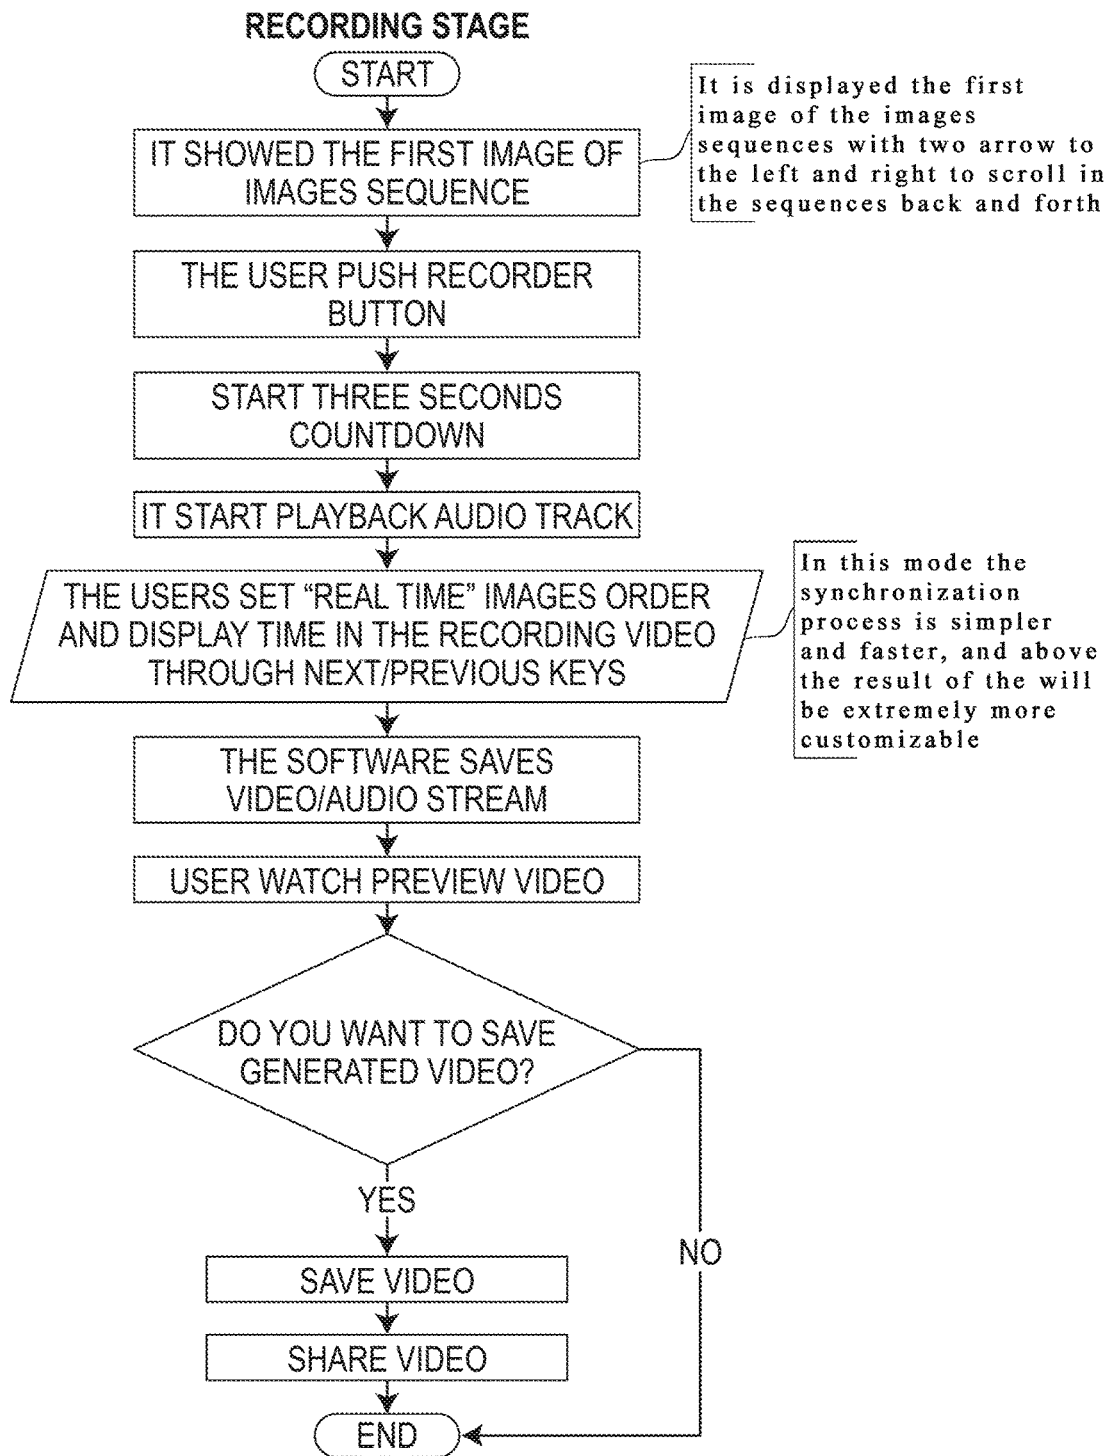 RECORDING STAGE
START
IT SHOWED THE FIRST IMAGE OF
IMAGES SEQUENCE
It is displayed the first
image of the images
sequences with two arrow to
the left and right to scroll in
the sequences back and forth
THE USER PUSH RECORDER
BUTTON
START THREE SECONDS
COUNTDOWN
IT START PLAYBACK AUDIO TRACK
THE USERS SET “REAL TIME” IMAGES ORDER
AND DISPLAY TIME IN THE RECORDING VIDEO
THROUGH NEXT/PREVIOUS KEYS
In this mode the
synchronization
process is simpler
and faster, and above
the result of the will
be extremely more
customizable
THE SOFTWARE SAVES
VIDEO/AUDIO STREAM
USER WATCH PREVIEW VIDEO
DO YOU WANT TO SAVE
GENERATED VIDEO?
YES
NO
SAVE VIDEO
SHARE VIDEO
END